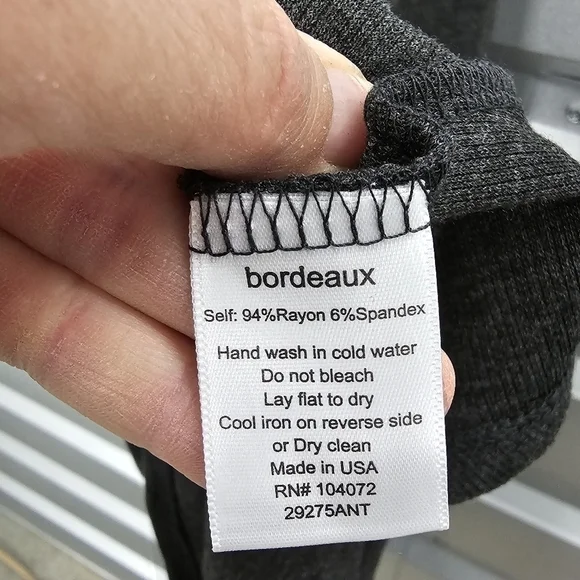 bordeaux
Self: 94%Rayon 6%Spandex
Hand wash in cold water
Do not bleach
Lay flat to dry
Cool iron on reverse side
or Dry clean
Made in USA
RN# 104072
29275ANT